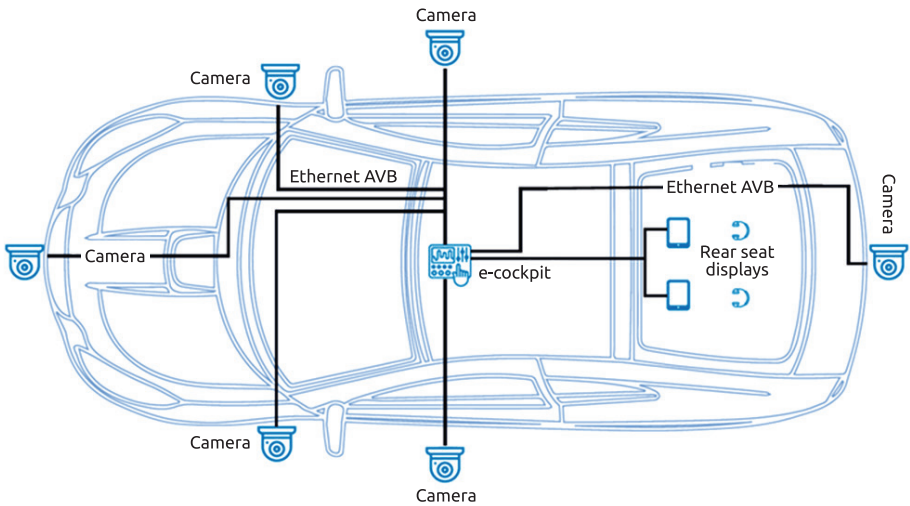 Camera
Camera
Ethernet AVB
Ethernet AVB
Camera
Camera
Rear seat
displays
e-cockpit
Camera
Camera